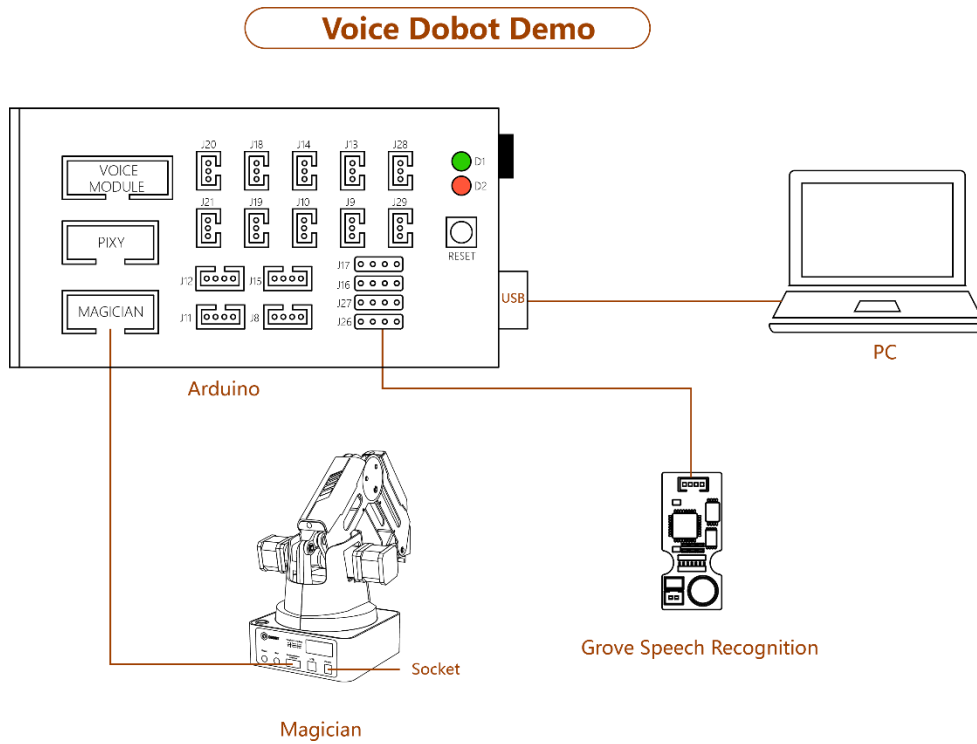 Voice Dobot Demo
J20
J18
J14
J13
J28
VOICE
MODULE
D1
D2
J21
J19
J10
J9
J29
PIXY
RESET
J17
J12
J15
J16
USB
J27
MAGICIAN
J11
J8
J26
PC
Arduino
Grove Speech Recognition
Socket
Magician